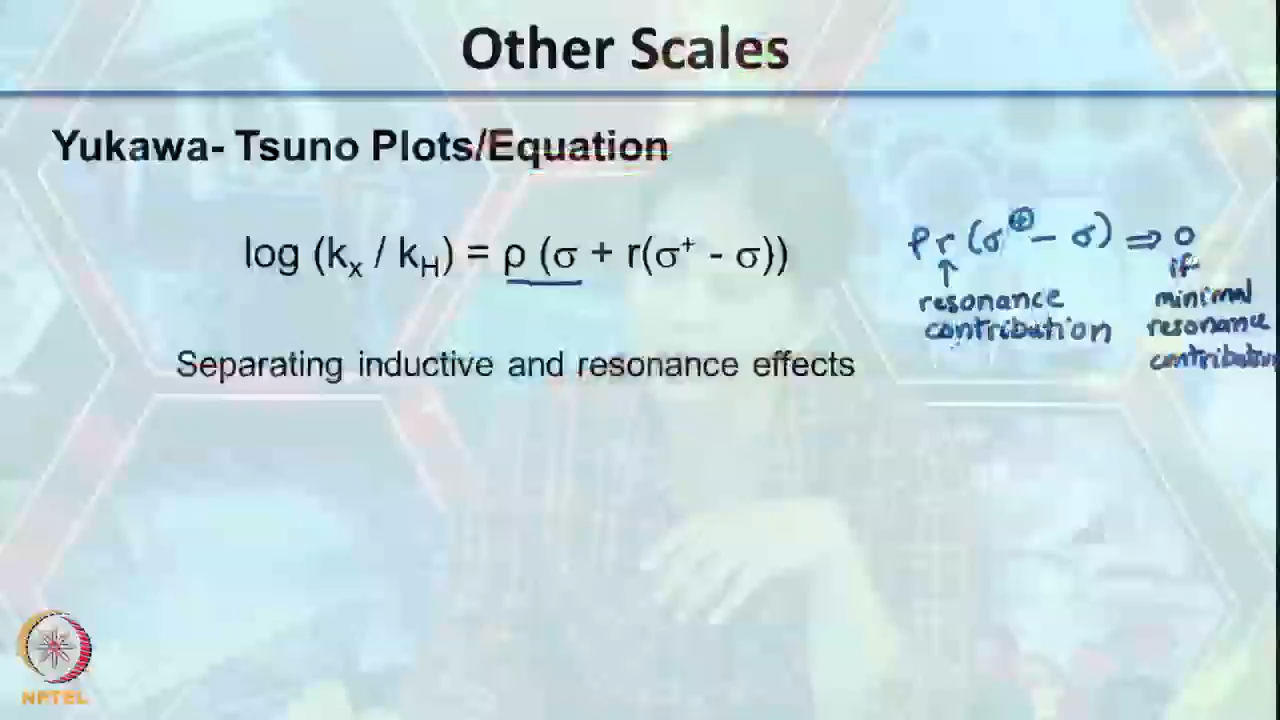 Other Scales
Yukawa- Tsuno Plots/Equation
log (kx / kH) = ρ (σ + r(σ+ - σ))
ρr (σ⊕ - σ) ⇒ 0
↑
if
resonance
minimal
contribution
resonance
contribution
Separating inductive and resonance effects
NPTEL